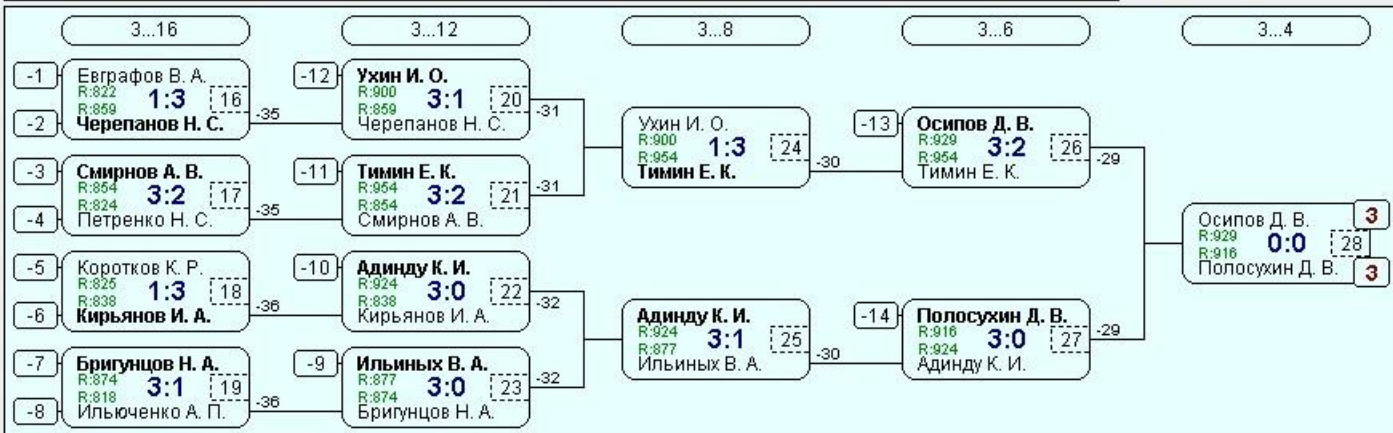 3...16
3...12
3...8
3...6
3...4
-1
Евграфов В. А.
R:822
R:859
1:3
16
-2
Черепанов Н. С.
-35
-3
Смирнов А. В.
R:854
R:824
3:2
17
-4
Петренко Н. С.
-35
-5
Коротков К. Р.
R:825
R:838
1:3
18
-6
Кирьянов И. А.
-36
-7
Бригунцов Н. А.
R:874
R:818
3:1
19
-8
Ильюченко А. П.
-36
-12
Ухин И. О.
R:900
R:859
3:1
20
Черепанов Н. С.
-31
-11
Тимин Е. К.
R:954
R:854
3:2
21
Смирнов А. В.
-31
-10
Адинду К. И.
R:924
R:838
3:0
22
Кирьянов И. А.
-32
-9
Ильиных В. А.
R:877
R:874
3:0
23
Бригунцов Н. А.
-32
Ухин И. О.
R:900
R:954
1:3
24
Тимин Е. К.
-30
Адинду К. И.
R:924
R:877
3:1
25
Ильиных В. А.
-30
-13
Осипов Д. В.
R:929
R:954
3:2
26
Тимин Е. К.
-29
-14
Полосухин Д. В.
R:916
R:924
3:0
27
Адинду К. И.
-29
Осипов Д. В.
3
R:929
R:916
0:0
28
Полосухин Д. В.
3